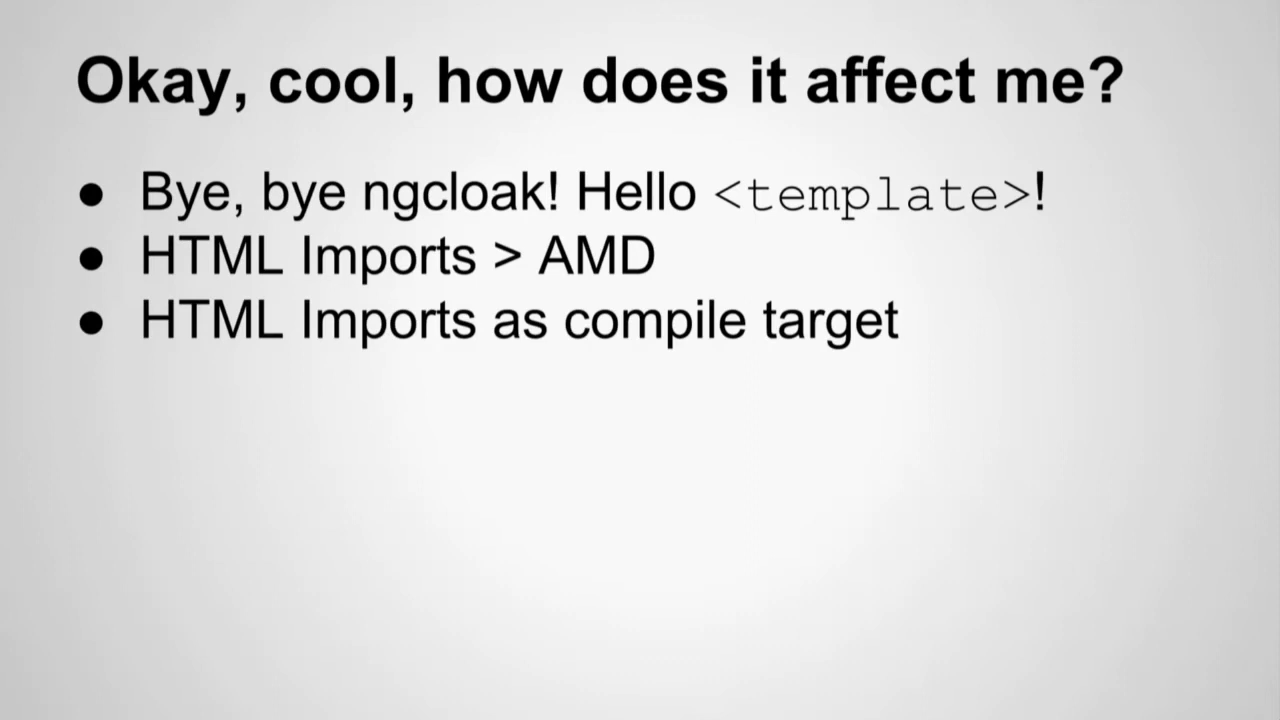 Okay, cool, how does it affect me?
● Bye, bye ngcloak! Hello <template>!
● HTML Imports > AMD
● HTML Imports as compile target